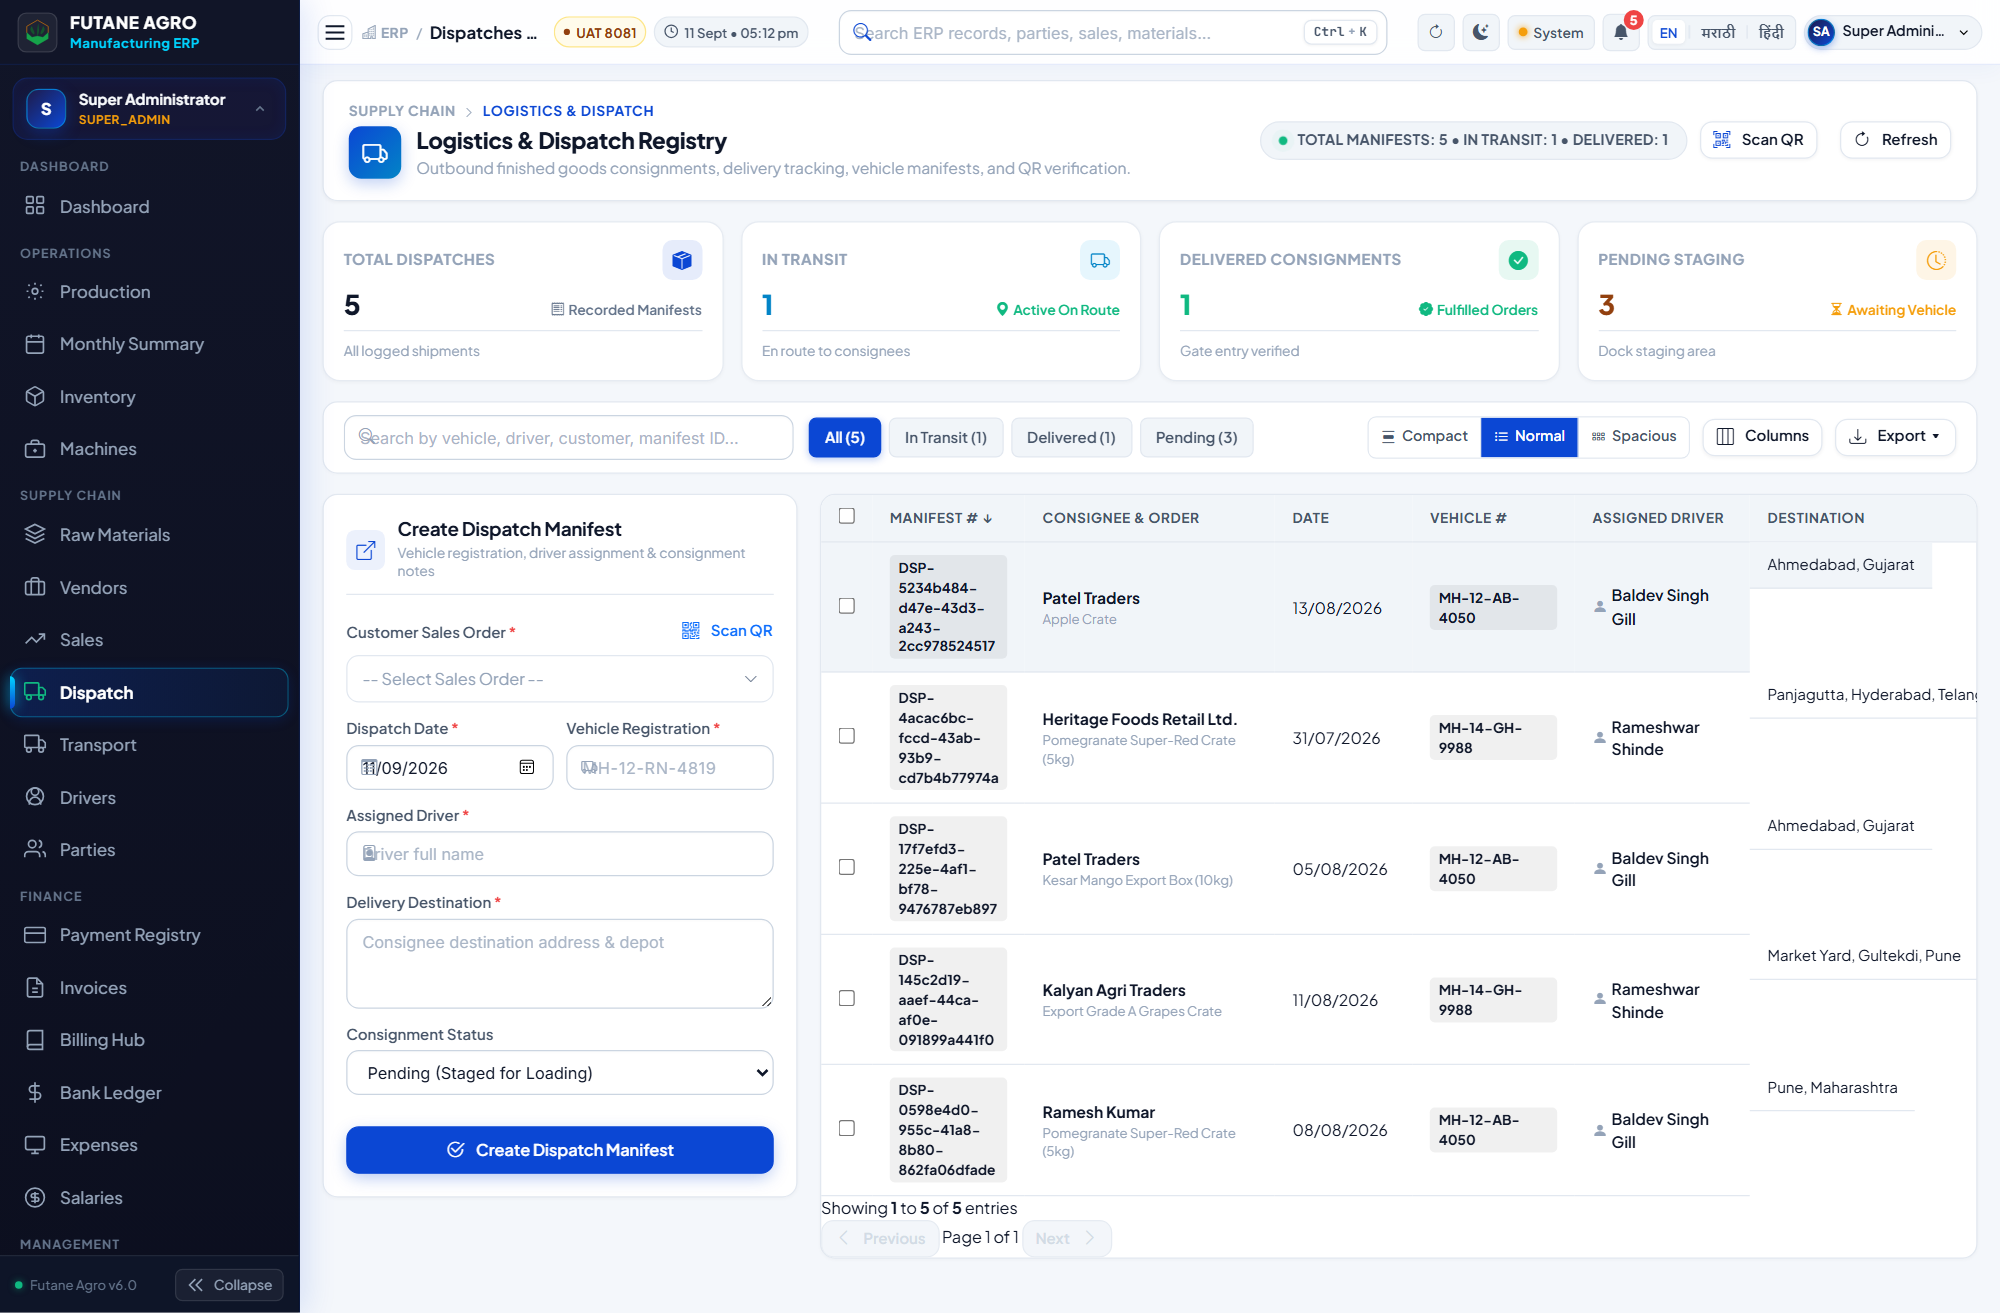 FUTANE AGRO
Manufacturing ERP
S
Super Administrator
SUPER_ADMIN
DASHBOARD
Dashboard
OPERATIONS
Production
Monthly Summary
Inventory
Machines
SUPPLY CHAIN
Raw Materials
Vendors
Sales
Dispatch
Transport
Drivers
Parties
FINANCE
Payment Registry
Invoices
Billing Hub
Bank Ledger
Expenses
Salaries
MANAGEMENT
Futane Agro v6.0
Collapse
ERP / Dispatches ...
UAT 8081
11 Sept • 05:12 pm
Search ERP records, parties, sales, materials...
Ctrl + K
System
5
EN
मराठी
हिंदी
SA
Super Admini...
SUPPLY CHAIN > LOGISTICS & DISPATCH
Logistics & Dispatch Registry
Outbound finished goods consignments, delivery tracking, vehicle manifests, and QR verification.
TOTAL MANIFESTS: 5 • IN TRANSIT: 1 • DELIVERED: 1
Scan QR
Refresh
TOTAL DISPATCHES
5
Recorded Manifests
All logged shipments
IN TRANSIT
1
Active On Route
En route to consignees
DELIVERED CONSIGNMENTS
1
Fulfilled Orders
Gate entry verified
PENDING STAGING
3
Awaiting Vehicle
Dock staging area
Search by vehicle, driver, customer, manifest ID...
All (5)
In Transit (1)
Delivered (1)
Pending (3)
Compact
Normal
Spacious
Columns
Export
Create Dispatch Manifest
Vehicle registration, driver assignment & consignment
notes
Customer Sales Order *
Scan QR
-- Select Sales Order --
Dispatch Date *
Vehicle Registration *
11/09/2026
MH-12-RN-4819
Assigned Driver *
Driver full name
Delivery Destination *
Consignee destination address & depot
Consignment Status
Pending (Staged for Loading)
Create Dispatch Manifest
MANIFEST # ↓
CONSIGNEE & ORDER
DATE
VEHICLE #
ASSIGNED DRIVER
DESTINATION
DSP-
5234b484-
d47e-43d3-
a243-
2cc978524517
Patel Traders
Apple Crate
13/08/2026
MH-12-AB-
4050
Baldev Singh
Gill
Ahmedabad, Gujarat
DSP-
4acac6bc-
fccd-43ab-
93b9-
cd7b4b77974a
Heritage Foods Retail Ltd.
Pomegranate Super-Red Crate
(5kg)
31/07/2026
MH-14-GH-
9988
Rameshwar
Shinde
Panjagutta, Hyderabad, Telang
DSP-
17f7efd3-
225e-4af1-
bf78-
9476787eb897
Patel Traders
Kesar Mango Export Box (10kg)
05/08/2026
MH-12-AB-
4050
Baldev Singh
Gill
Ahmedabad, Gujarat
DSP-
145c2d19-
aaef-44ca-
af0e-
091899a441f0
Kalyan Agri Traders
Export Grade A Grapes Crate
11/08/2026
MH-14-GH-
9988
Rameshwar
Shinde
Market Yard, Gultekdi, Pune
DSP-
0598e4d0-
955c-41a8-
8b80-
862fa06dfade
Ramesh Kumar
Pomegranate Super-Red Crate
(5kg)
08/08/2026
MH-12-AB-
4050
Baldev Singh
Gill
Pune, Maharashtra
Showing 1 to 5 of 5 entries
Previous
Page 1 of 1
Next